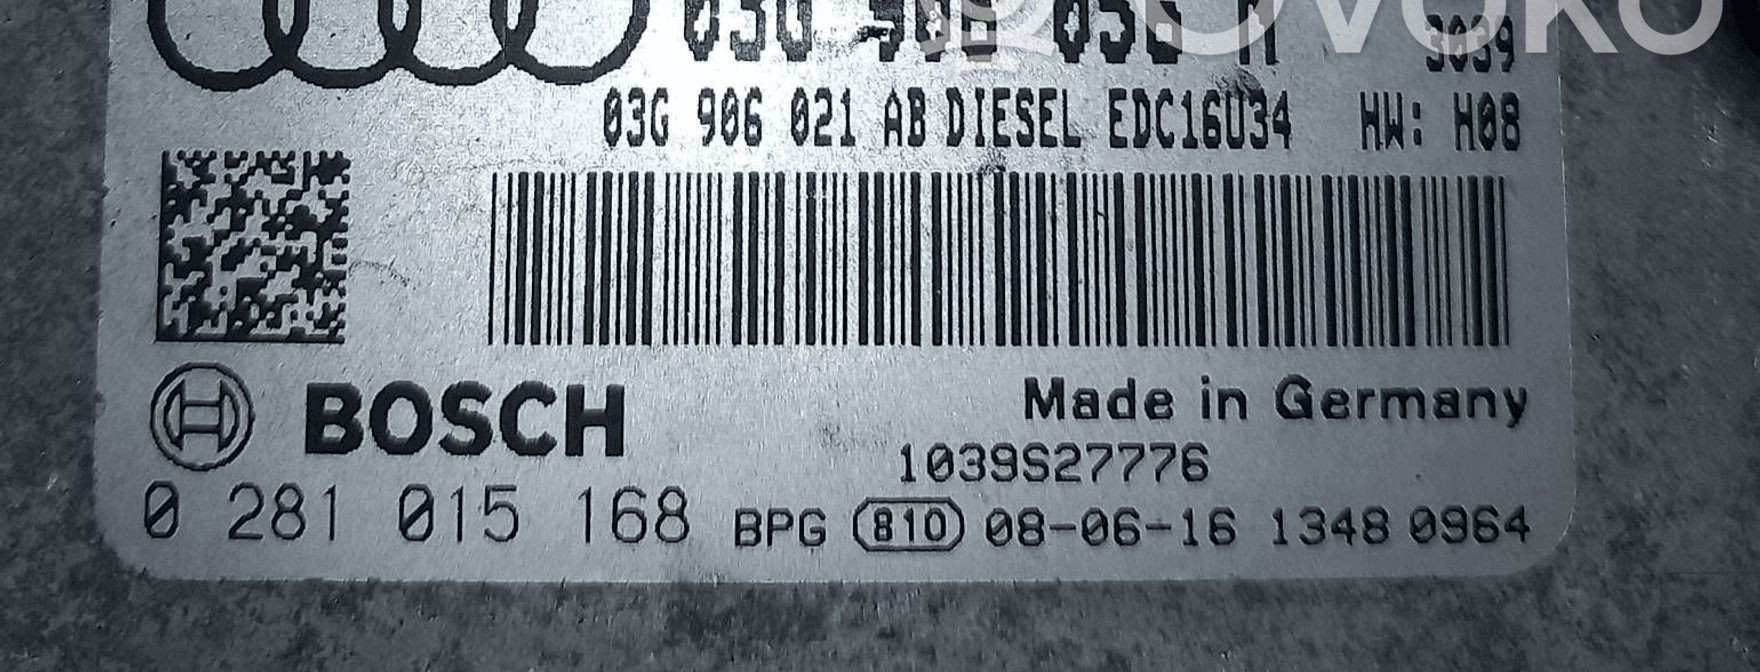 OVOKO
3039
03G 906 021 AB DIESEL EDC16U34 HW: H08
BOSCH
Made in Germany
1039S27776
0 281 015 168 BPG 810 08-06-16 1348 0964